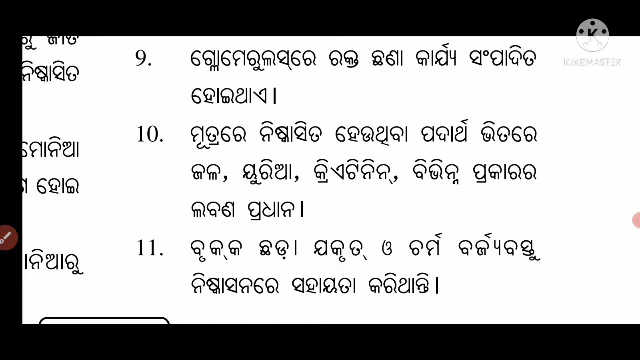 ନିଷ୍କାସିତ
ମୋନିଆ
ହୋଇ
9. ଗ୍ଳୋମେରୁଲସ୍‌ରେ ରକ୍ତ ଛଣା କାର୍ଯ୍ୟ ସଂପାଦିତ
ହୋଇଥାଏ।
10. ମୂତ୍ରରେ ନିଷ୍କାସିତ ହେଉଥିବା ପଦାର୍ଥ ଭିତରେ
ଜଳ, ୟୁରିଆ, କ୍ରିଏଟିନିନ୍, ବିଭିନ୍ନ ପ୍ରକାରର
ଲବଣ ପ୍ରଧାନ।
11. ବୃକ୍‌କ ଛଡ଼ା ଯକୃତ୍ ଓ ଚର୍ମ ବର୍ଜ୍ୟବସ୍ତୁ
ନିଷ୍କାସନରେ ସହାୟତା କରିଥାନ୍ତି।
KINEMASTER